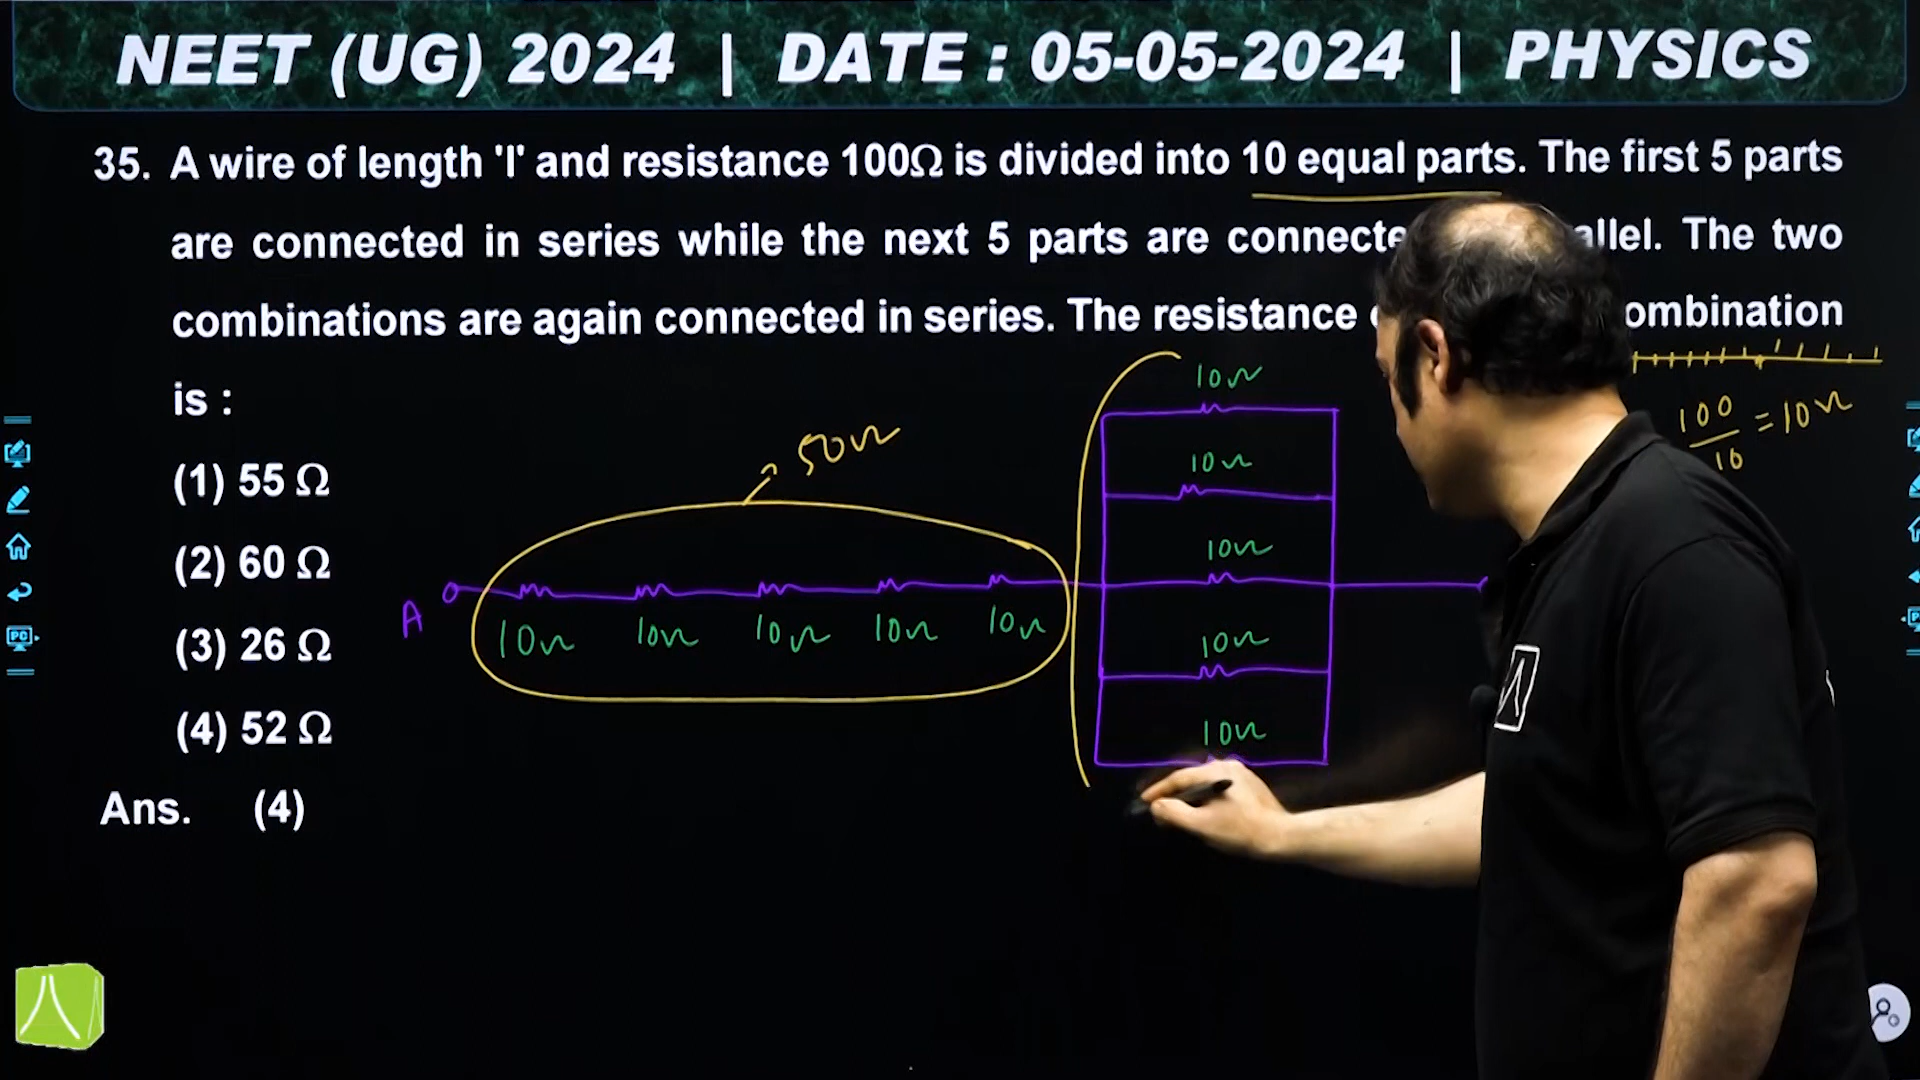 NEET (UG) 2024 | DATE : 05-05-2024 | PHYSICS
35. A wire of length 'l' and resistance 100Ω is divided into 10 equal parts. The first 5 parts
are connected in series while the next 5 parts are connecte allel. The two
combinations are again connected in series. The resistance ombination
is :
(1) 55 Ω
(2) 60 Ω
(3) 26 Ω
(4) 52 Ω
Ans. (4)
100/10 = 10Ω
50Ω
A
10Ω 10Ω 10Ω 10Ω 10Ω
10Ω
10Ω
10Ω
10Ω
10Ω
PC